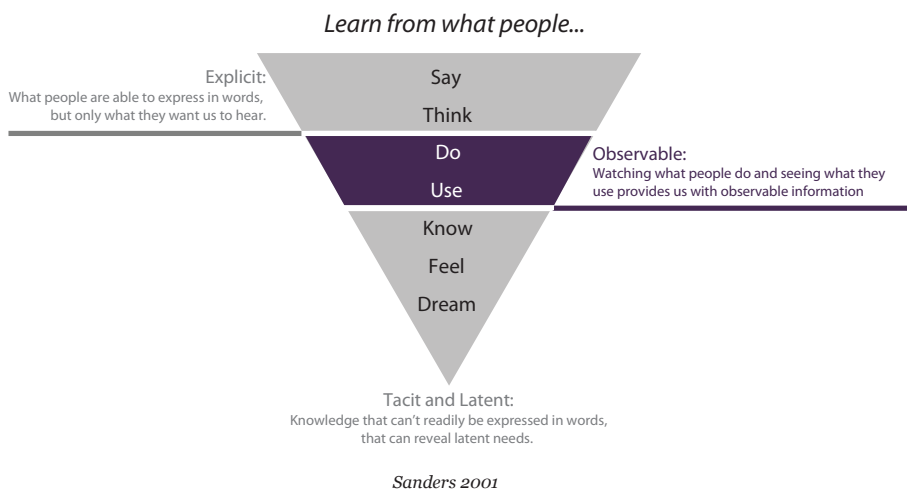 Learn from what people...
Say
Explicit:
What people are able to express in words,
but only what they want us to hear.
Think
Do
Observable:
Watching what people do and seeing what they
use provides us with observable information
Use
Know
Feel
Dream
Tacit and Latent:
Knowledge that can’t readily be expressed in words,
that can reveal latent needs.
Sanders 2001